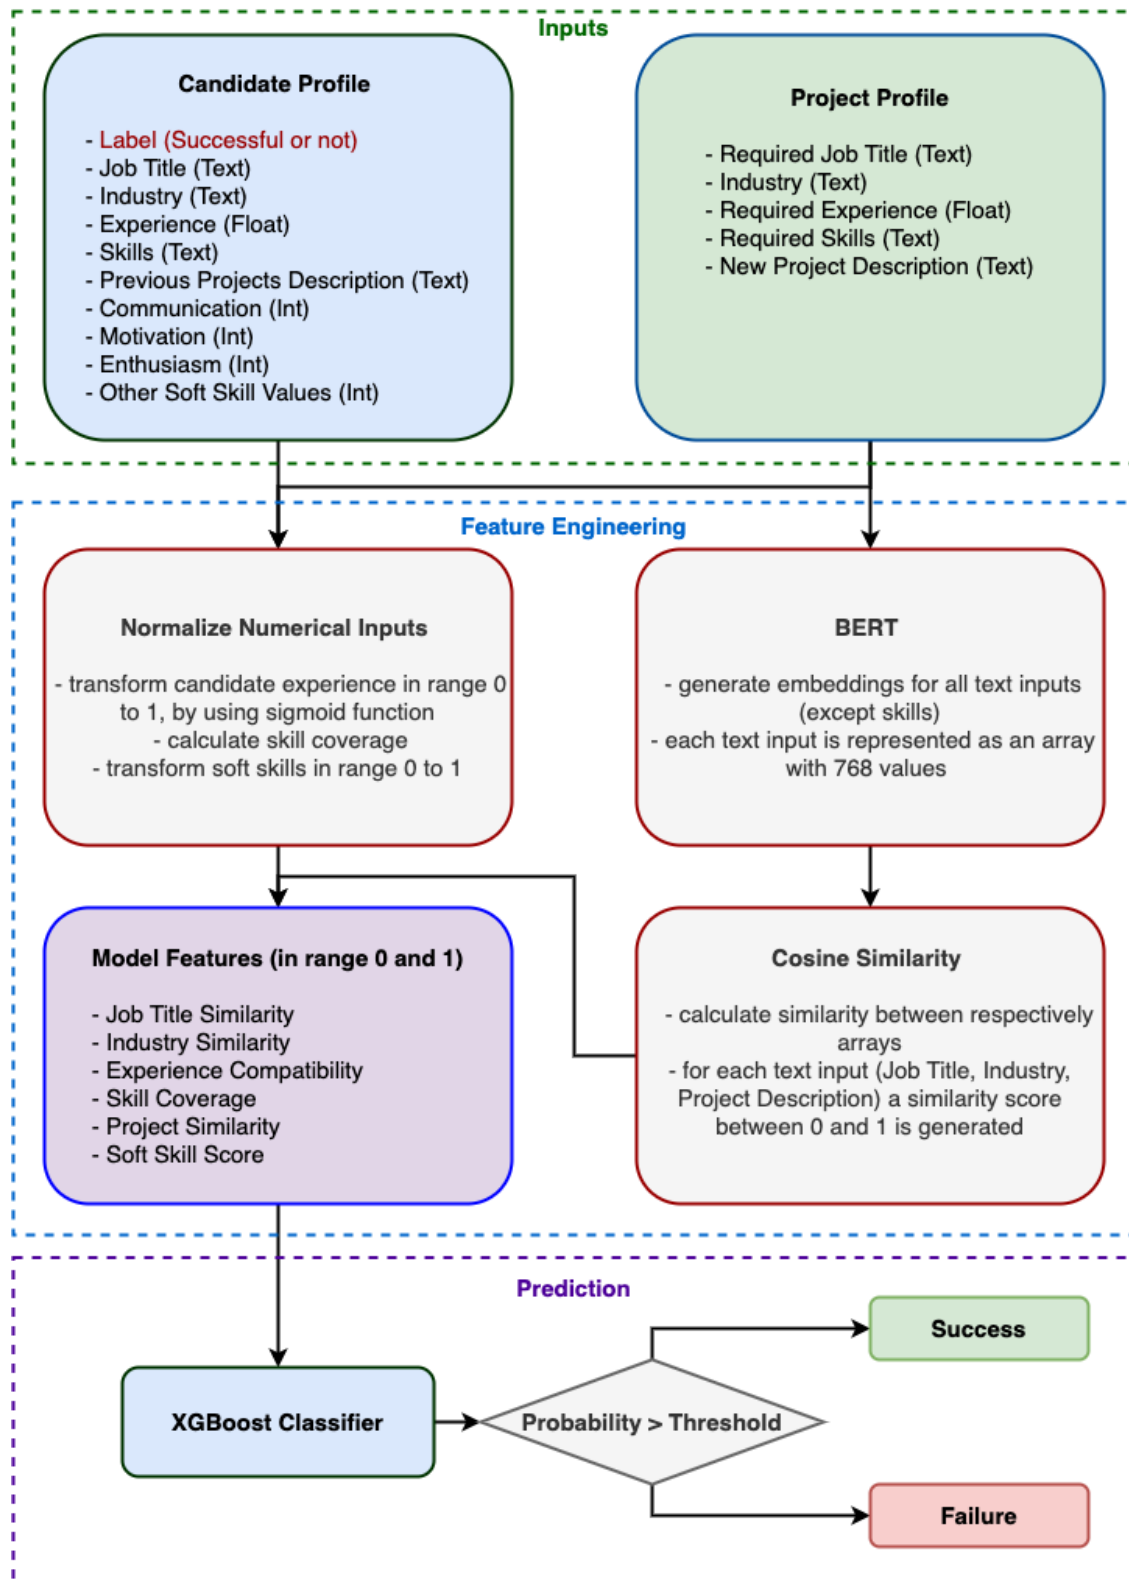 Inputs
Candidate Profile
- Label (Successful or not)
- Job Title (Text)
- Industry (Text)
- Experience (Float)
- Skills (Text)
- Previous Projects Description (Text)
- Communication (Int)
- Motivation (Int)
- Enthusiasm (Int)
- Other Soft Skill Values (Int)
Project Profile
- Required Job Title (Text)
- Industry (Text)
- Required Experience (Float)
- Required Skills (Text)
- New Project Description (Text)
Feature Engineering
Normalize Numerical Inputs
- transform candidate experience in range 0
to 1, by using sigmoid function
- calculate skill coverage
- transform soft skills in range 0 to 1
BERT
- generate embeddings for all text inputs
(except skills)
- each text input is represented as an array
with 768 values
Model Features (in range 0 and 1)
- Job Title Similarity
- Industry Similarity
- Experience Compatibility
- Skill Coverage
- Project Similarity
- Soft Skill Score
Cosine Similarity
- calculate similarity between respectively
arrays
- for each text input (Job Title, Industry,
Project Description) a similarity score
between 0 and 1 is generated
Prediction
XGBoost Classifier
Probability > Threshold
Success
Failure